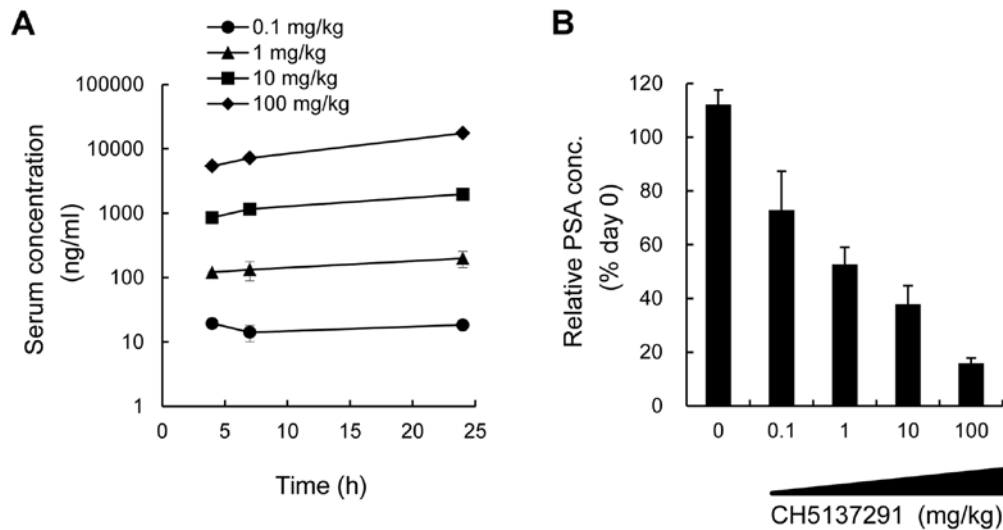 A
0.1 mg/kg
1 mg/kg
10 mg/kg
100 mg/kg
100000
10000
1000
100
10
1
Serum concentration
(ng/ml)
0 5 10 15 20 25
Time (h)
B
120
100
80
60
40
20
0
Relative PSA conc.
(% day 0)
0 0.1 1 10 100
CH5137291 (mg/kg)